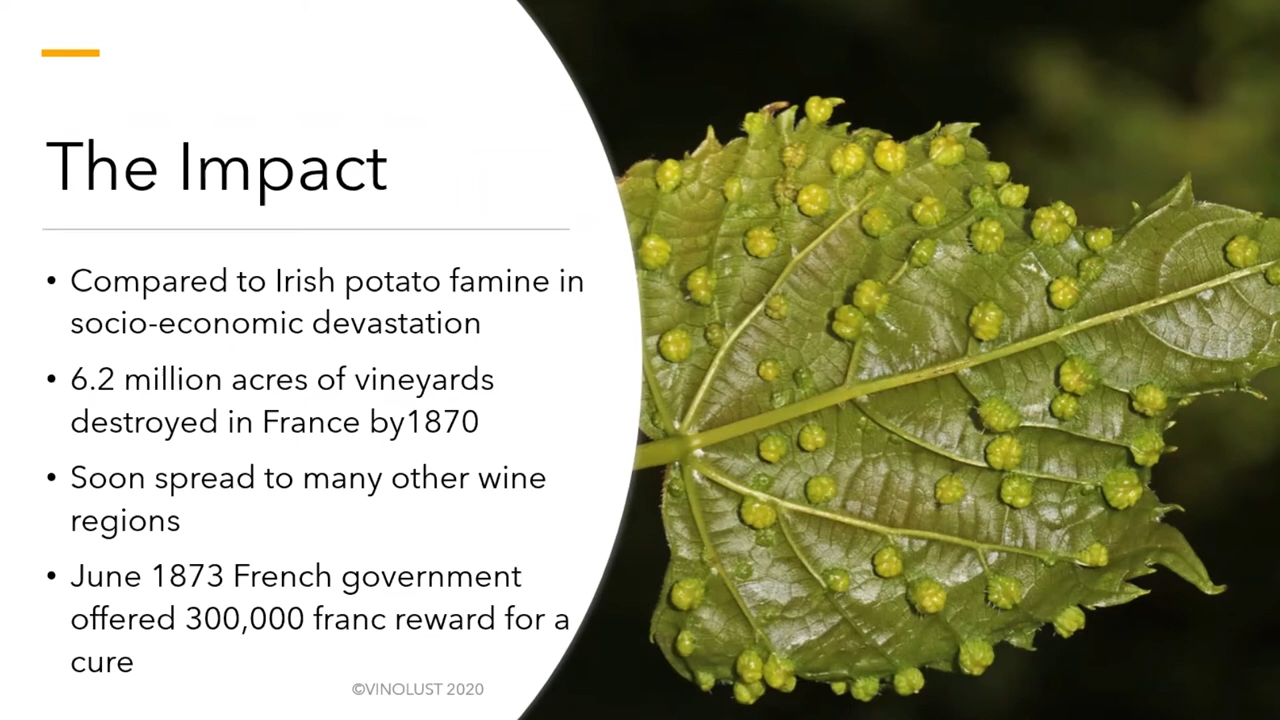 The Impact
• Compared to Irish potato famine in
socio-economic devastation
• 6.2 million acres of vineyards
destroyed in France by1870
• Soon spread to many other wine
regions
• June 1873 French government
offered 300,000 franc reward for a
cure
©VINOLUST 2020